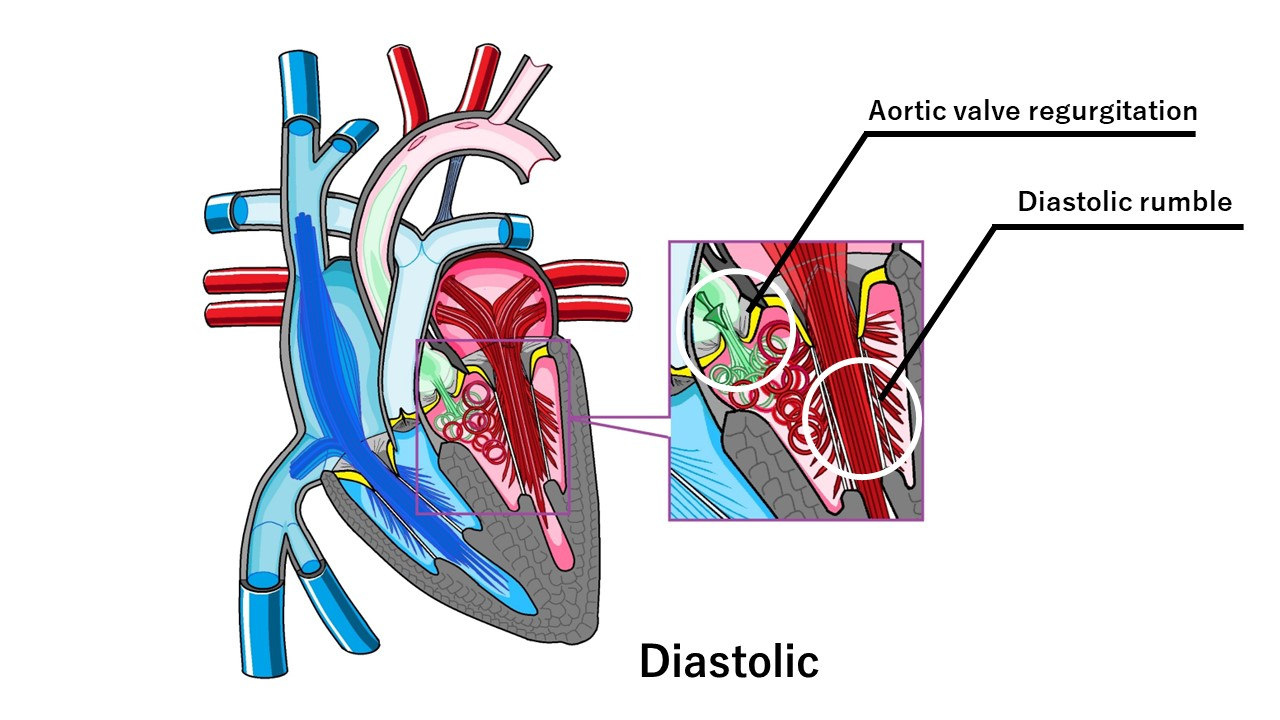 Aortic valve regurgitation
Diastolic rumble
Diastolic